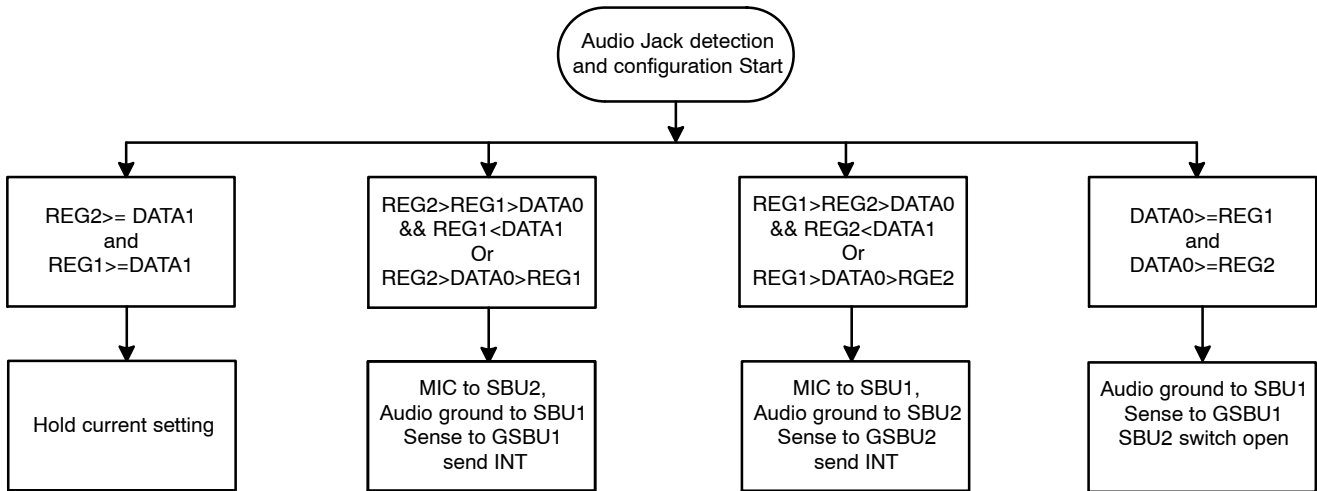 Audio Jack detection
and configuration Start
REG2>= DATA1
and
REG1>=DATA1
REG2>REG1>DATA0
&& REG1<DATA1
Or
REG2>DATA0>REG1
REG1>REG2>DATA0
&& REG2<DATA1
Or
REG1>DATA0>RGE2
DATA0>=REG1
and
DATA0>=REG2
Hold current setting
MIC to SBU2,
Audio ground to SBU1
Sense to GSBU1
send INT
MIC to SBU1,
Audio ground to SBU2
Sense to GSBU2
send INT
Audio ground to SBU1
Sense to GSBU1
SBU2 switch open